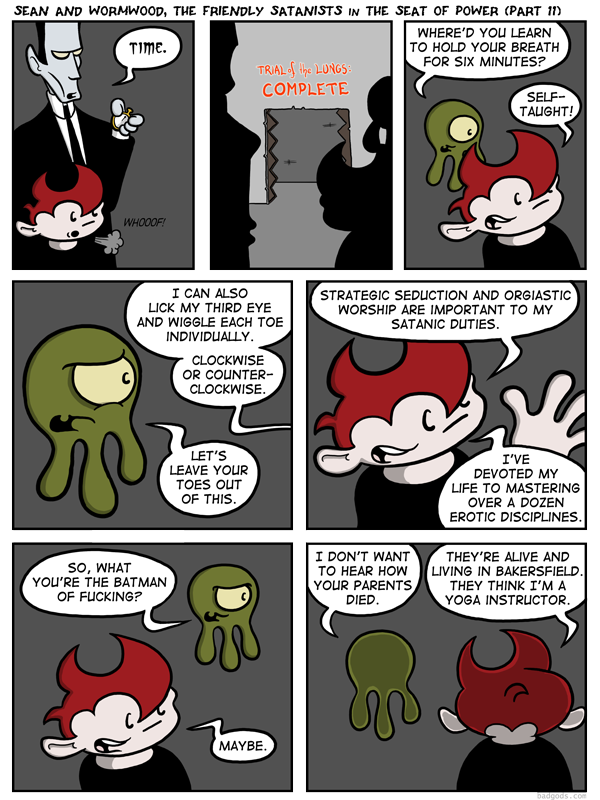 SEAN AND WORMWOOD, THE FRIENDLY SATANISTS IN THE SEAT OF POWER (PART 11)
TIME.
WHOOOF!
TRIAL of the LUNGS:
COMPLETE
WHERE'D YOU LEARN
TO HOLD YOUR BREATH
FOR SIX MINUTES?
SELF-
TAUGHT!
I CAN ALSO
LICK MY THIRD EYE
AND WIGGLE EACH TOE
INDIVIDUALLY.
CLOCKWISE
OR COUNTER-
CLOCKWISE.
LET'S
LEAVE YOUR
TOES OUT
OF THIS.
STRATEGIC SEDUCTION AND ORGIASTIC
WORSHIP ARE IMPORTANT TO MY
SATANIC DUTIES.
I'VE
DEVOTED MY
LIFE TO MASTERING
OVER A DOZEN
EROTIC DISCIPLINES.
SO, WHAT
YOU'RE THE BATMAN
OF FUCKING?
MAYBE.
I DON'T WANT
TO HEAR HOW
YOUR PARENTS
DIED.
THEY'RE ALIVE AND
LIVING IN BAKERSFIELD.
THEY THINK I'M A
YOGA INSTRUCTOR.
badgods.com